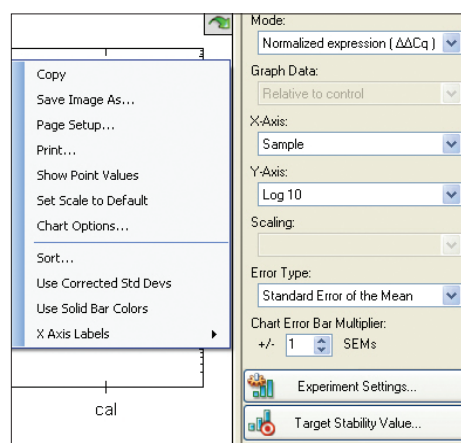 Copy
Save Image As...
Page Setup...
Print...
Show Point Values
Set Scale to Default
Chart Options...
Sort...
Use Corrected Std Devs
Use Solid Bar Colors
X Axis Labels
cal
Mode:
Normalized expression ( ΔΔCq )
Graph Data:
Relative to control
X-Axis:
Sample
Y-Axis:
Log 10
Scaling:
Error Type:
Standard Error of the Mean
Chart Error Bar Multiplier:
+/- 1 SEMs
Experiment Settings...
Target Stability Value...